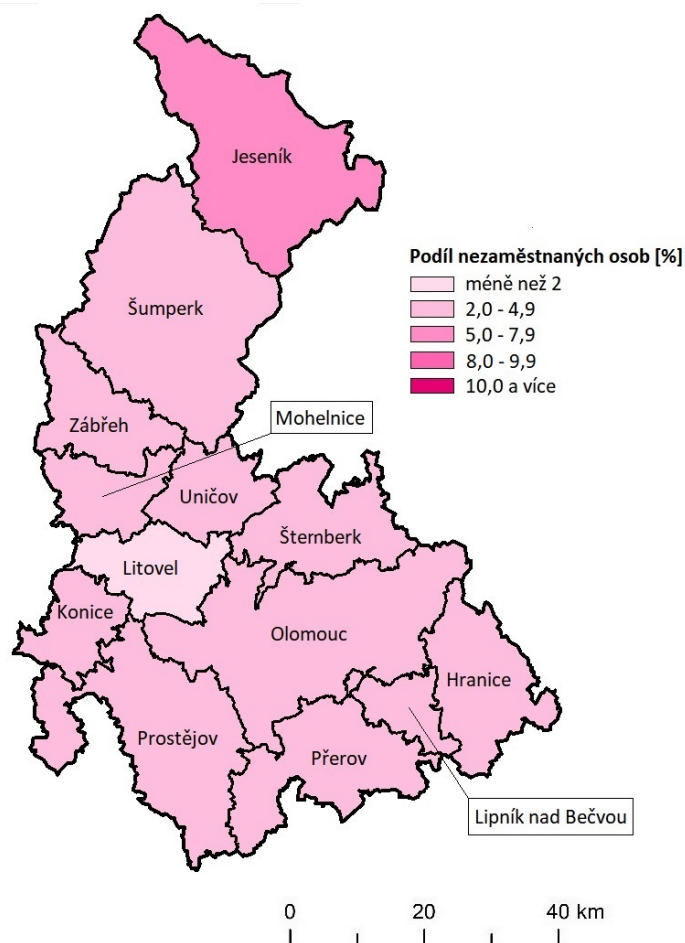 Jeseník
Podíl nezaměstnaných osob [%]
méně než 2
2,0 - 4,9
5,0 - 7,9
8,0 - 9,9
10,0 a více
Šumperk
Mohelnice
Zábřeh
Uničov
Šternberk
Litovel
Konice
Olomouc
Hranice
Prostějov
Přerov
Lipník nad Bečvou
0 20 40 km